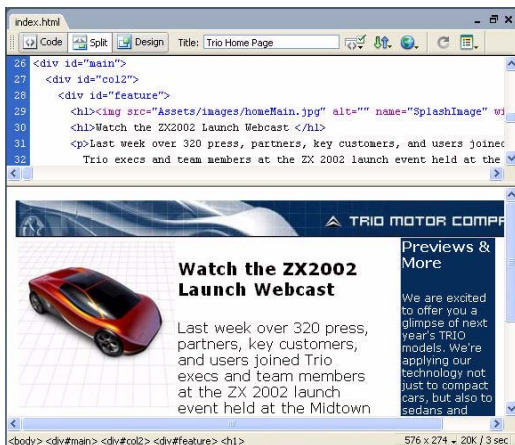 index.html
Code Split Design Title: Trio Home Page
26 <div id="main">
27 <div id="col2">
28 <div id="feature">
29 <h1><img src="Assets/images/homeMain.jpg" alt="" name="SplashImage" wi
30 <h1>Watch the ZX2002 Launch Webcast </h1>
31 <p>Last week over 320 press, partners, key customers, and users joined
32 Trio execs and team members at the ZX 2002 launch event held at the
TRIO MOTOR COMPA
Watch the ZX2002
Launch Webcast
Last week over 320 press,
partners, key customers,
and users joined Trio
execs and team members
at the ZX 2002 launch
event held at the Midtown
Previews &
More
We are excited
to offer you a
glimpse of next
year's TRIO
models. We're
applying our
technology not
just to compact
cars, but also to
sedans and
<body> <div#main> <div#col2> <div#feature> <h1> 576 x 274 20K / 3 sec